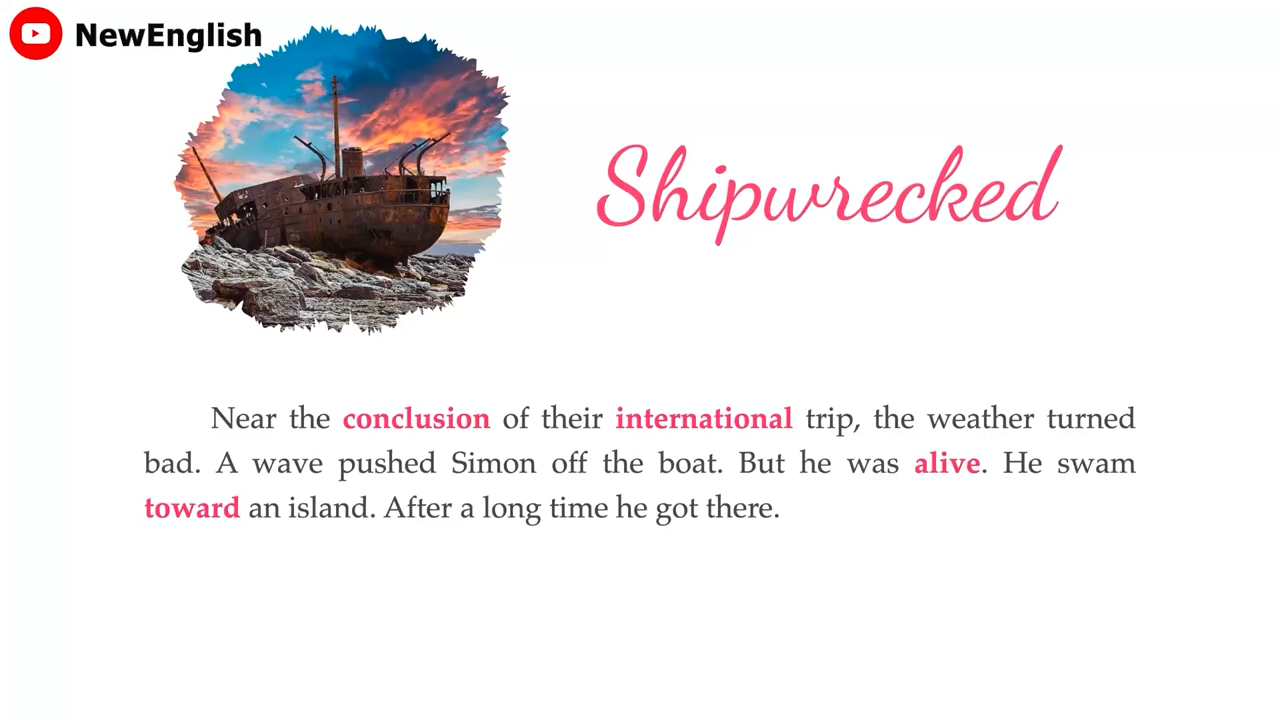 NewEnglish
Shipwrecked
Near the conclusion of their international trip, the weather turned
bad. A wave pushed Simon off the boat. But he was alive. He swam
toward an island. After a long time he got there.